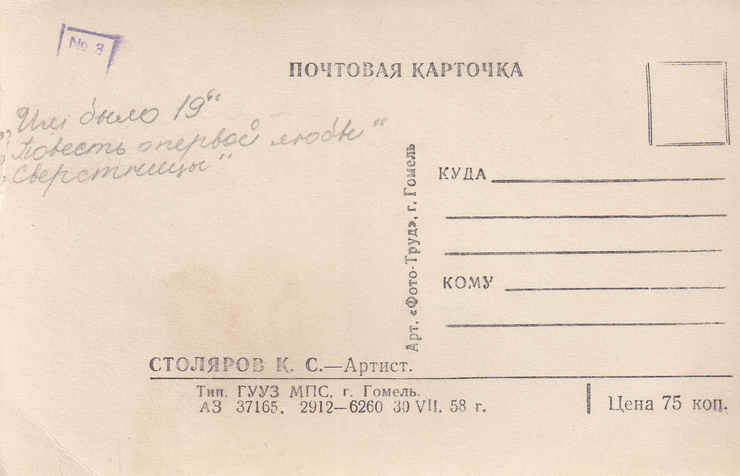 № 3
ПОЧТОВАЯ КАРТОЧКА
„Им было 19“
„Повесть о первой любви“
„Сверстницы“
Арт. «Фото-Труд», г. Гомель
КУДА
КОМУ
СТОЛЯРОВ К. С.—Артист.
Тип. ГУУЗ МПС, г. Гомель.
АЗ 37165. 2912—6260 30 VII. 58 г.
Цена 75 коп.